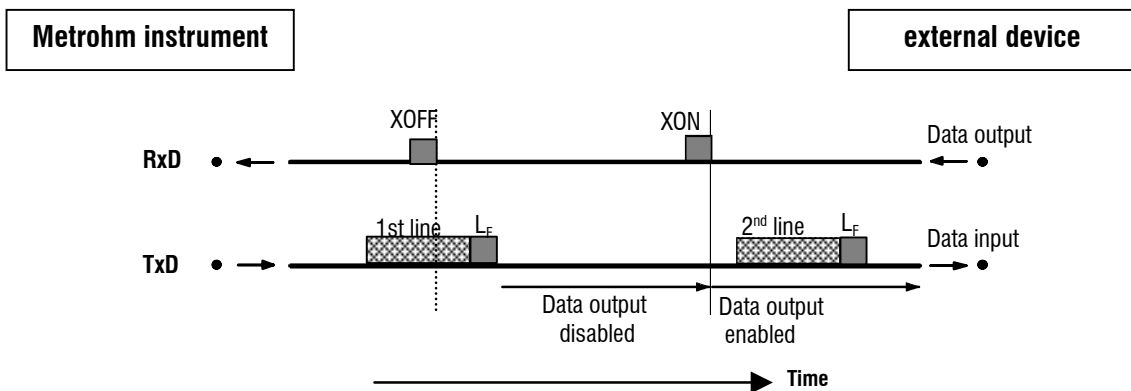 Metrohm instrument
external device
XOFF
XON
Data output
RxD
1st line
LF
2nd line
LF
Data input
TxD
Data output
disabled
Data output
enabled
Time